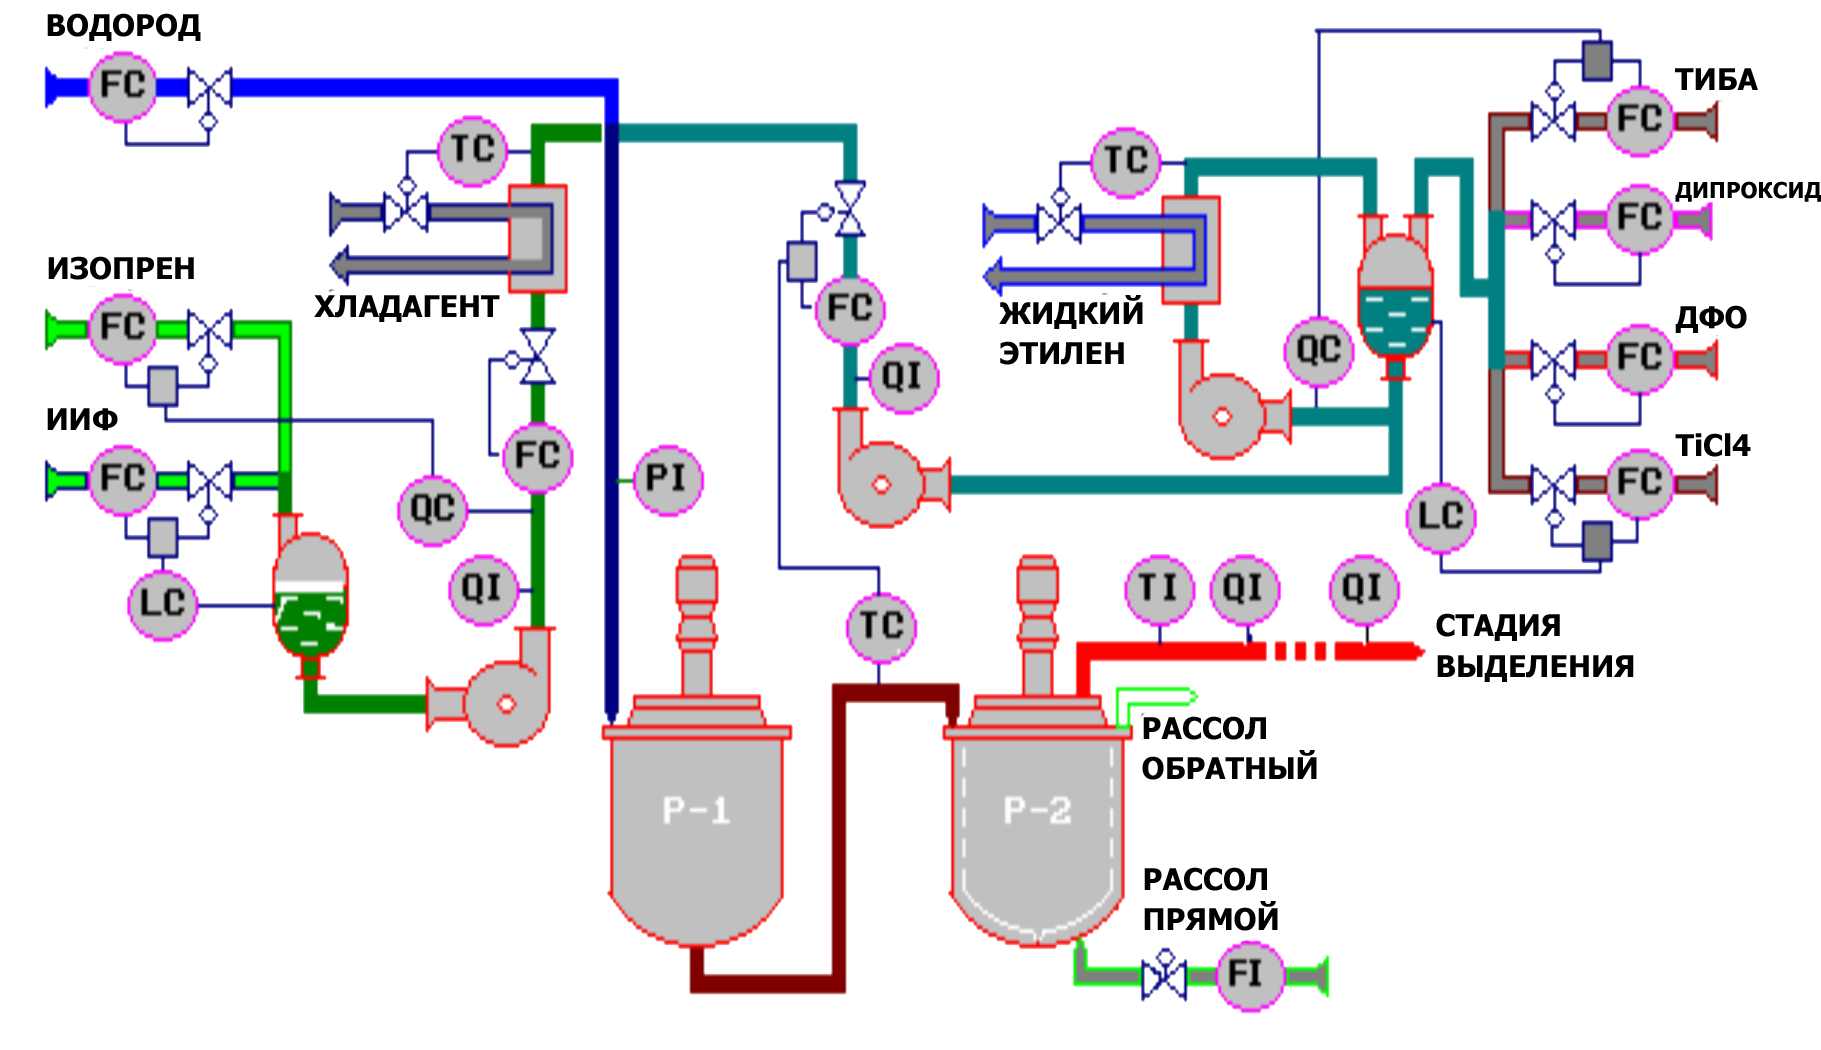 ВОДОРОД
FC
TC
ИЗОПРЕН
FC
ХЛАДАГЕНТ
ИИФ
FC
FC
QC
QI
LC
PI
FC
QI
TC
TC
ЖИДКИЙ
ЭТИЛЕН
QC
ТИБА
FC
ДИПРОКСИД
FC
ДФО
FC
TiCl4
FC
LC
TI
QI
QI
СТАДИЯ
ВЫДЕЛЕНИЯ
РАССОЛ
ОБРАТНЫЙ
P-1
P-2
РАССОЛ
ПРЯМОЙ
FI